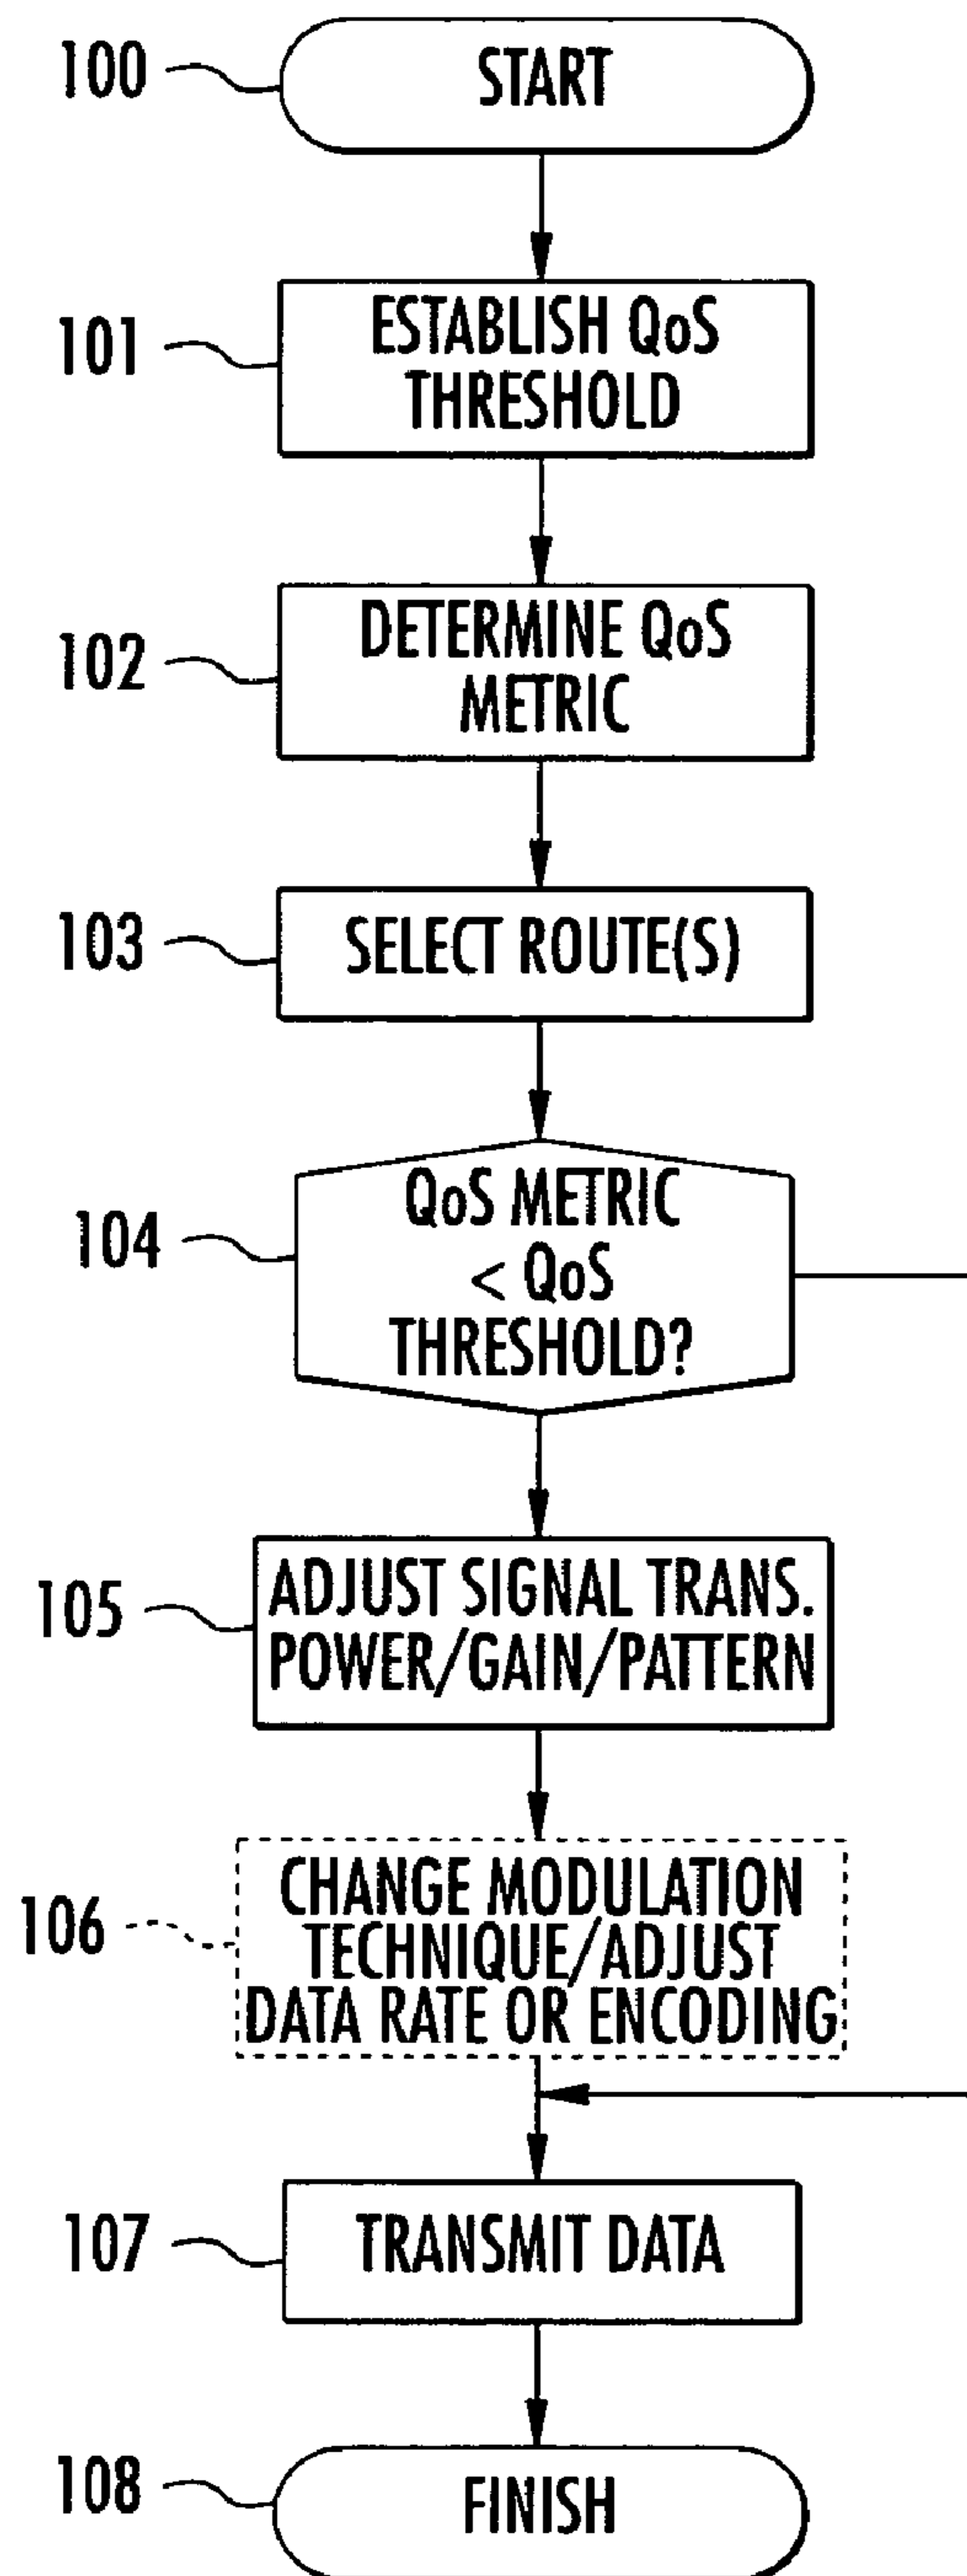 100
START
101
ESTABLISH QoS
THRESHOLD
102
DETERMINE QoS
METRIC
103
SELECT ROUTE(S)
104
QoS METRIC
< QoS
THRESHOLD?
105
ADJUST SIGNAL TRANS.
POWER/GAIN/PATTERN
106
CHANGE MODULATION
TECHNIQUE/ADJUST
DATA RATE OR ENCODING
107
TRANSMIT DATA
108
FINISH